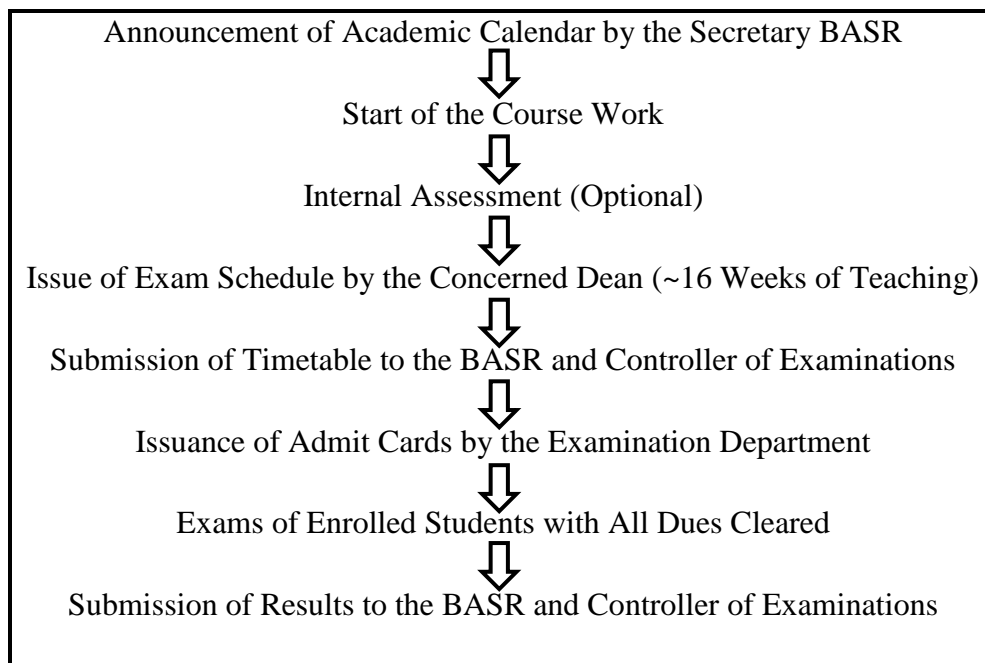 Announcement of Academic Calendar by the Secretary BASR
Start of the Course Work
Internal Assessment (Optional)
Issue of Exam Schedule by the Concerned Dean (~16 Weeks of Teaching)
Submission of Timetable to the BASR and Controller of Examinations
Issuance of Admit Cards by the Examination Department
Exams of Enrolled Students with All Dues Cleared
Submission of Results to the BASR and Controller of Examinations